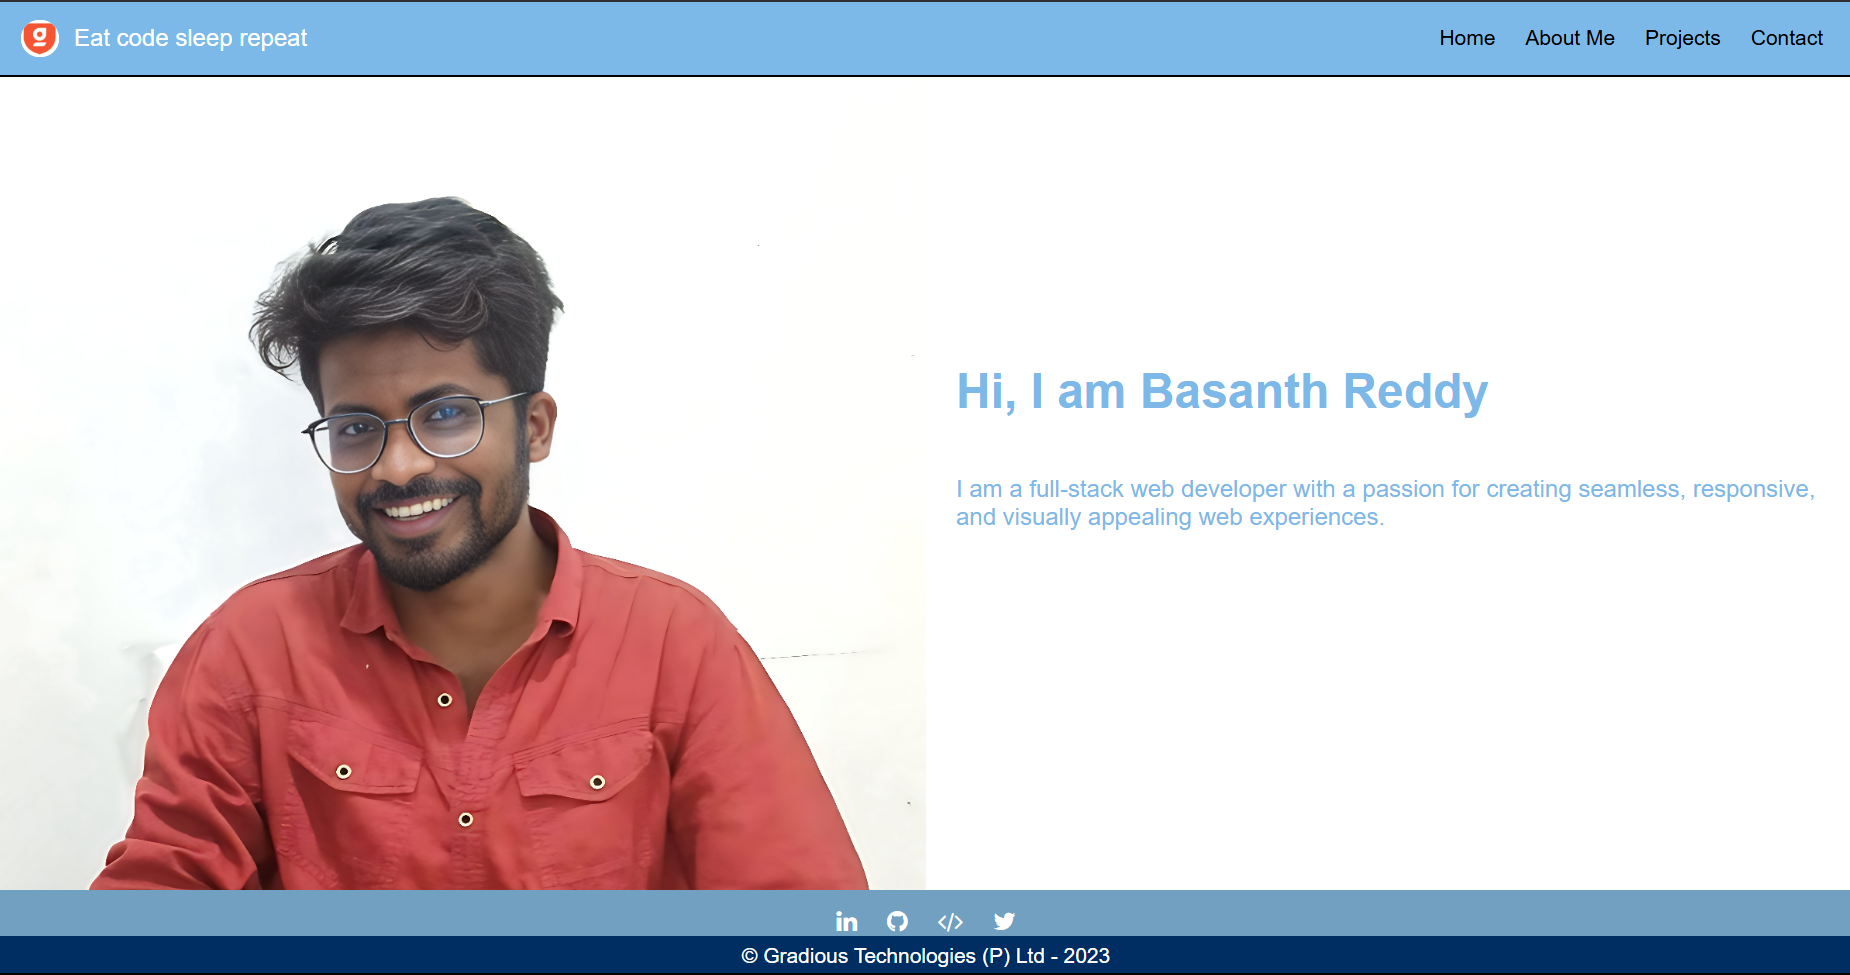 Eat code sleep repeat
Home About Me Projects Contact
Hi, I am Basanth Reddy
I am a full-stack web developer with a passion for creating seamless, responsive,
and visually appealing web experiences.
© Gradious Technologies (P) Ltd - 2023